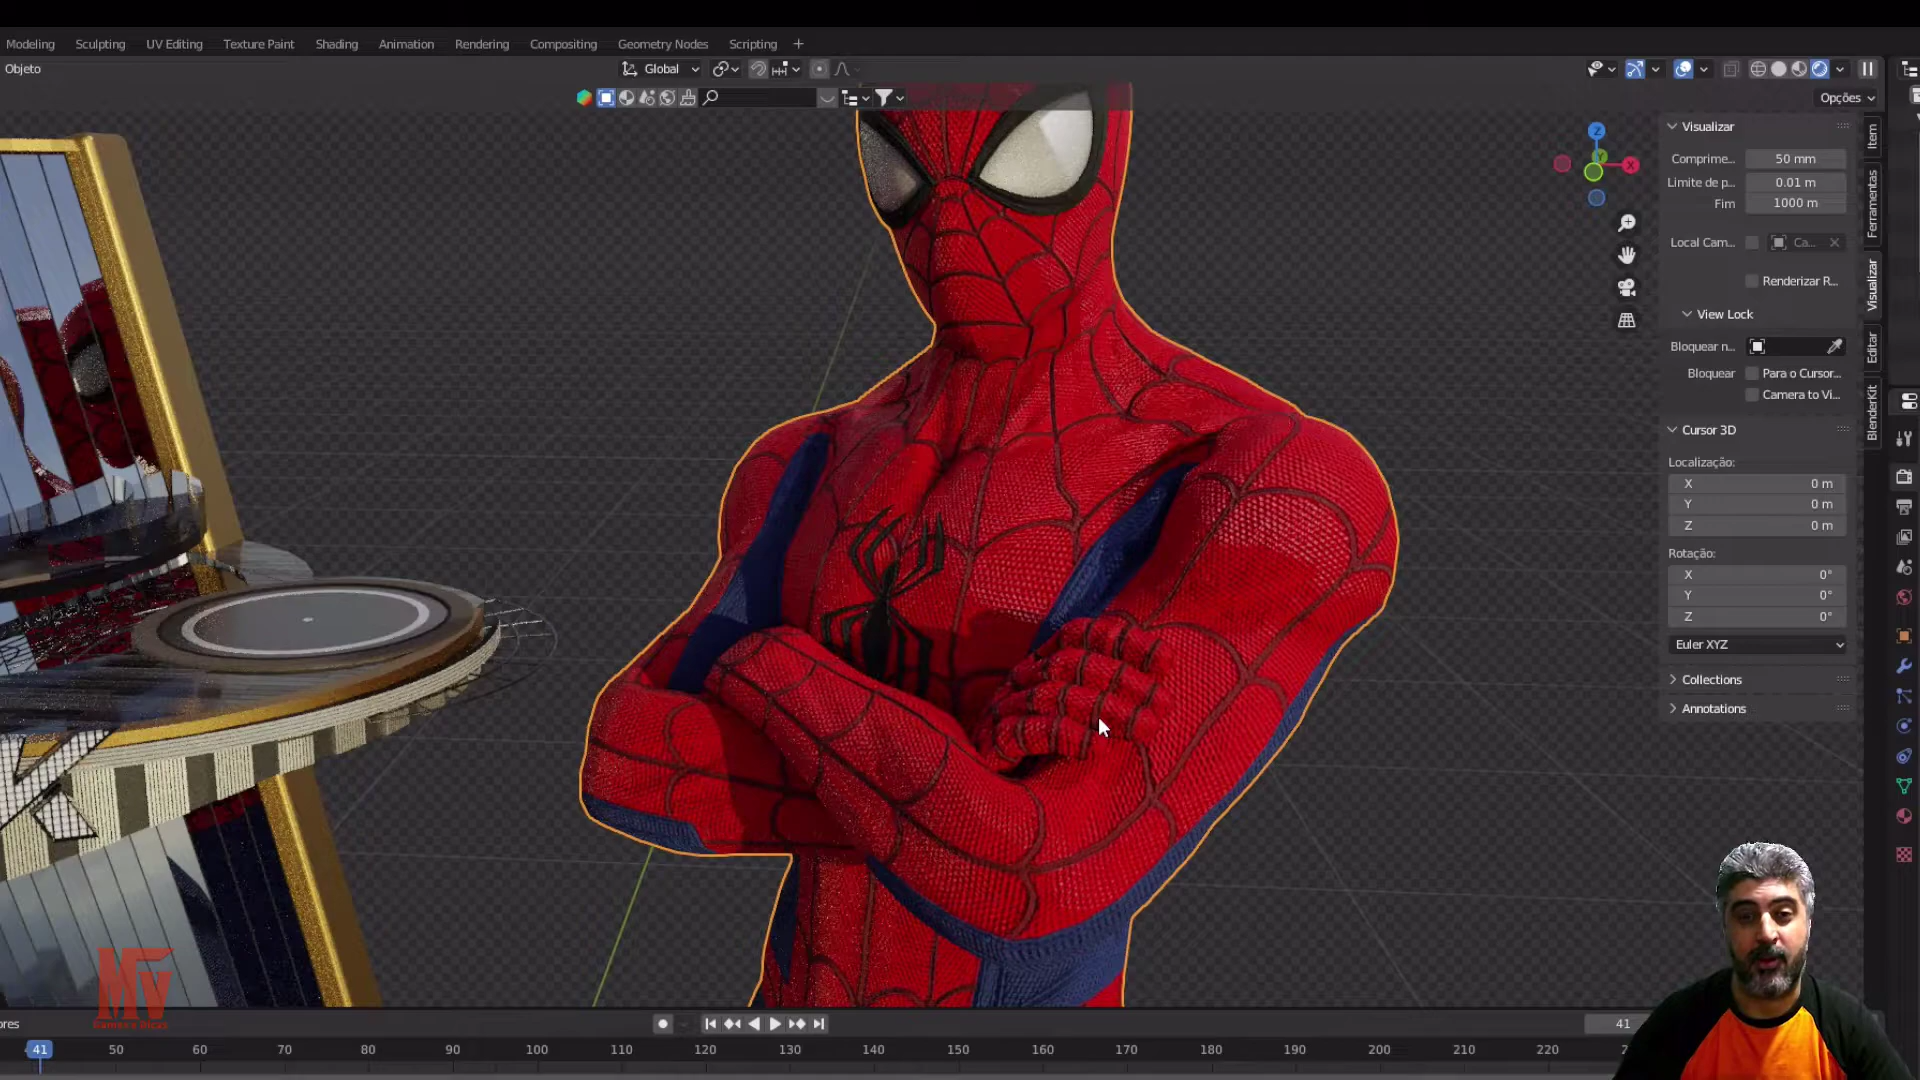 Modeling Sculpting UV Editing Texture Paint Shading Animation Rendering Compositing Geometry Nodes Scripting +
Objeto
Global
Opções
Visualizar
Comprime... 50 mm
Limite de p... 0.01 m
Fim 1000 m
Local Cam... Ca...
Renderizar R...
View Lock
Bloquear n...
Bloquear Para o Cursor...
Camera to Vi...
Cursor 3D
Localização:
X 0 m
Y 0 m
Z 0 m
Rotação:
X 0°
Y 0°
Z 0°
Euler XYZ
Collections
Annotations
Item
Ferramentas
Visualizar
Editar
BlenderKit
Z
Y
X
MV
ores
41
41 50 60 70 80 90 100 110 120 130 140 150 160 170 180 190 200 210 220